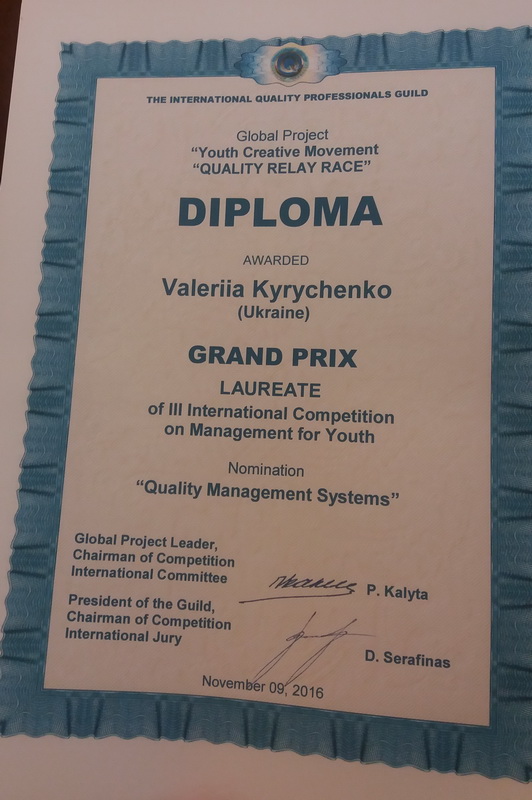 THE INTERNATIONAL QUALITY PROFESSIONALS GUILD
Global Project
“Youth Creative Movement
“QUALITY RELAY RACE”
DIPLOMA
AWARDED
Valeriia Kyrychenko
(Ukraine)
GRAND PRIX
LAUREATE
of III International Competition
on Management for Youth
Nomination
“Quality Management Systems”
Global Project Leader,
Chairman of Competition
International Committee
P. Kalyta
President of the Guild,
Chairman of Competition
International Jury
D. Serafinas
November 09, 2016